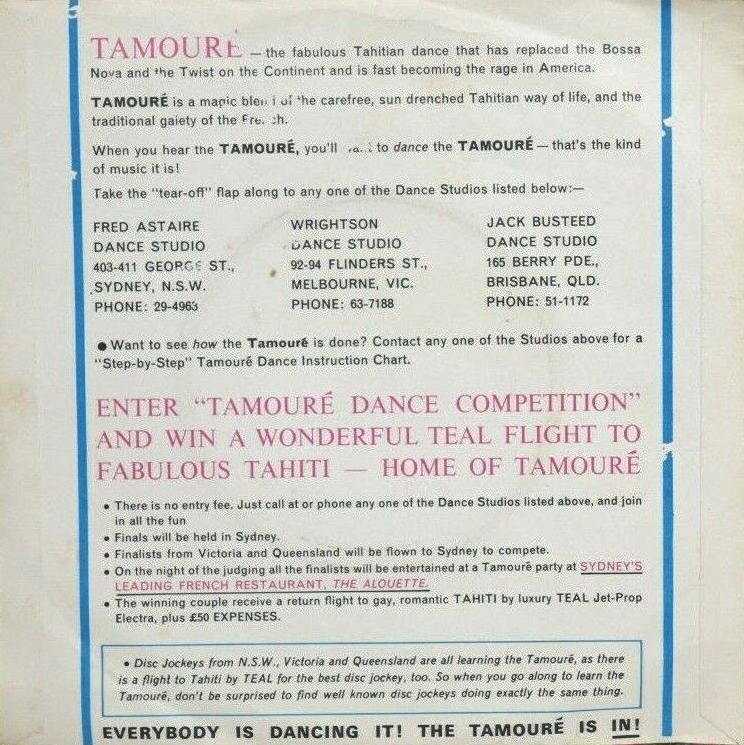 TAMOURÉ — the fabulous Tahitian dance that has replaced the Bossa
Nova and the Twist on the Continent and is fast becoming the rage in America.
TAMOURÉ is a magic blend of the carefree, sun drenched Tahitian way of life, and the
traditional gaiety of the French.
When you hear the TAMOURÉ, you'll to dance the TAMOURÉ — that's the kind
of music it is!
Take the "tear-off" flap along to any one of the Dance Studios listed below:—
FRED ASTAIRE
DANCE STUDIO
403-411 GEORGE ST.,
SYDNEY, N.S.W.
PHONE: 29-4963
WRIGHTSON
DANCE STUDIO
92-94 FLINDERS ST.,
MELBOURNE, VIC.
PHONE: 63-7188
JACK BUSTEED
DANCE STUDIO
165 BERRY PDE.,
BRISBANE, QLD.
PHONE: 51-1172
● Want to see how the Tamouré is done? Contact any one of the Studios above for a
"Step-by-Step" Tamouré Dance Instruction Chart.
ENTER "TAMOURÉ DANCE COMPETITION"
AND WIN A WONDERFUL TEAL FLIGHT TO
FABULOUS TAHITI — HOME OF TAMOURÉ
• There is no entry fee. Just call at or phone any one of the Dance Studios listed above, and join
in all the fun
• Finals will be held in Sydney.
• Finalists from Victoria and Queensland will be flown to Sydney to compete.
• On the night of the judging all the finalists will be entertained at a Tamouré party at SYDNEY'S
LEADING FRENCH RESTAURANT, THE ALOUETTE.
• The winning couple receive a return flight to gay, romantic TAHITI by luxury TEAL Jet-Prop
Electra, plus £50 EXPENSES.
• Disc Jockeys from N.S.W., Victoria and Queensland are all learning the Tamouré, as there
is a flight to Tahiti by TEAL for the best disc jockey, too. So when you go along to learn the
Tamouré, don't be surprised to find well known disc jockeys doing exactly the same thing.
EVERYBODY IS DANCING IT! THE TAMOURÉ IS IN!